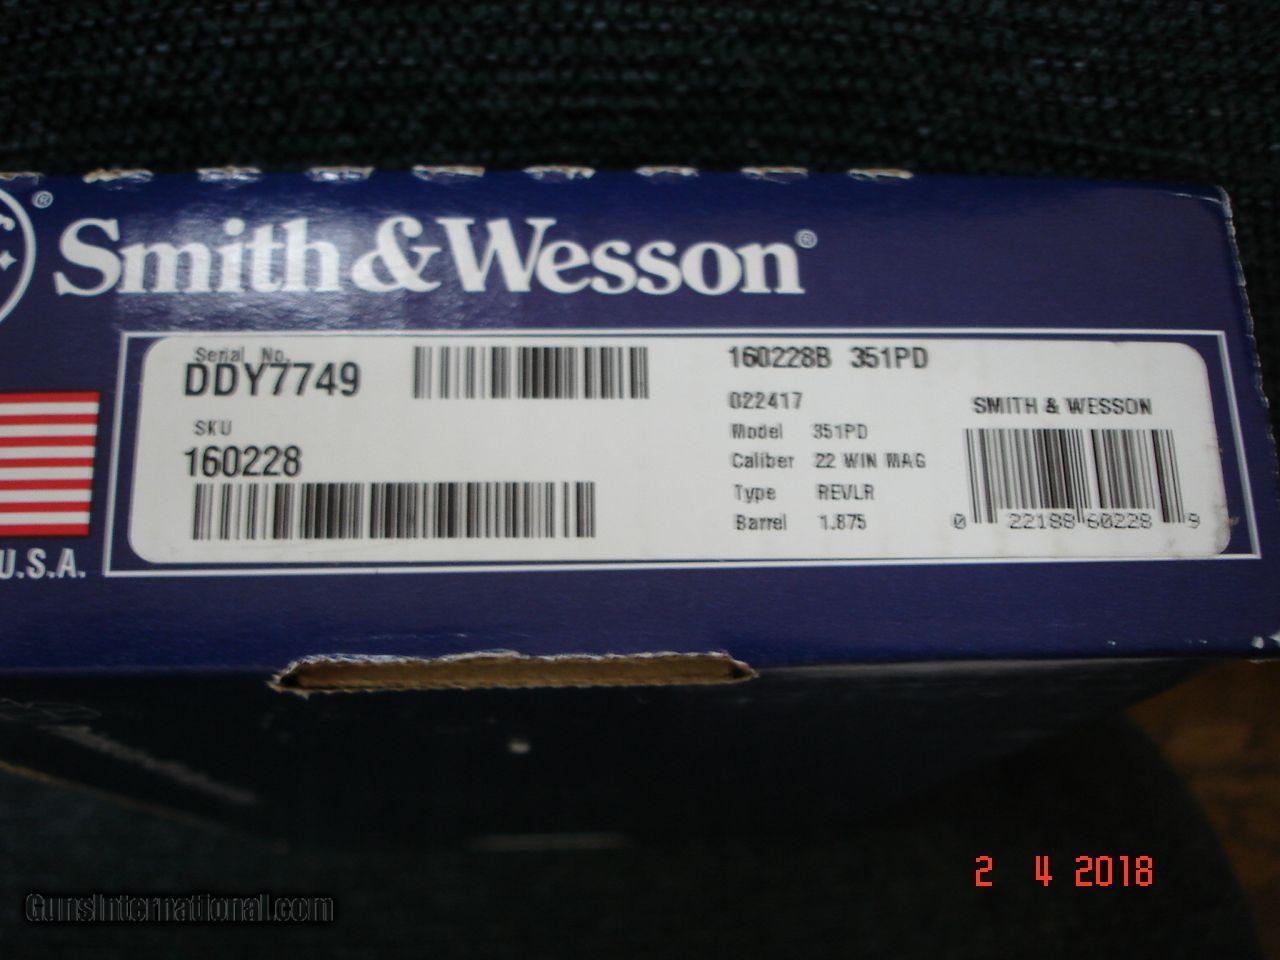 ®
Smith & Wesson®
Serial No.
DDY7749
SKU
160228
160228B 351PD
022417
Model 351PD
Caliber 22 WIN MAG
Type REVLR
Barrel 1.875
SMITH & WESSON
0 22188 60228 9
U.S.A.
2 4 2018
GunsInternational.com